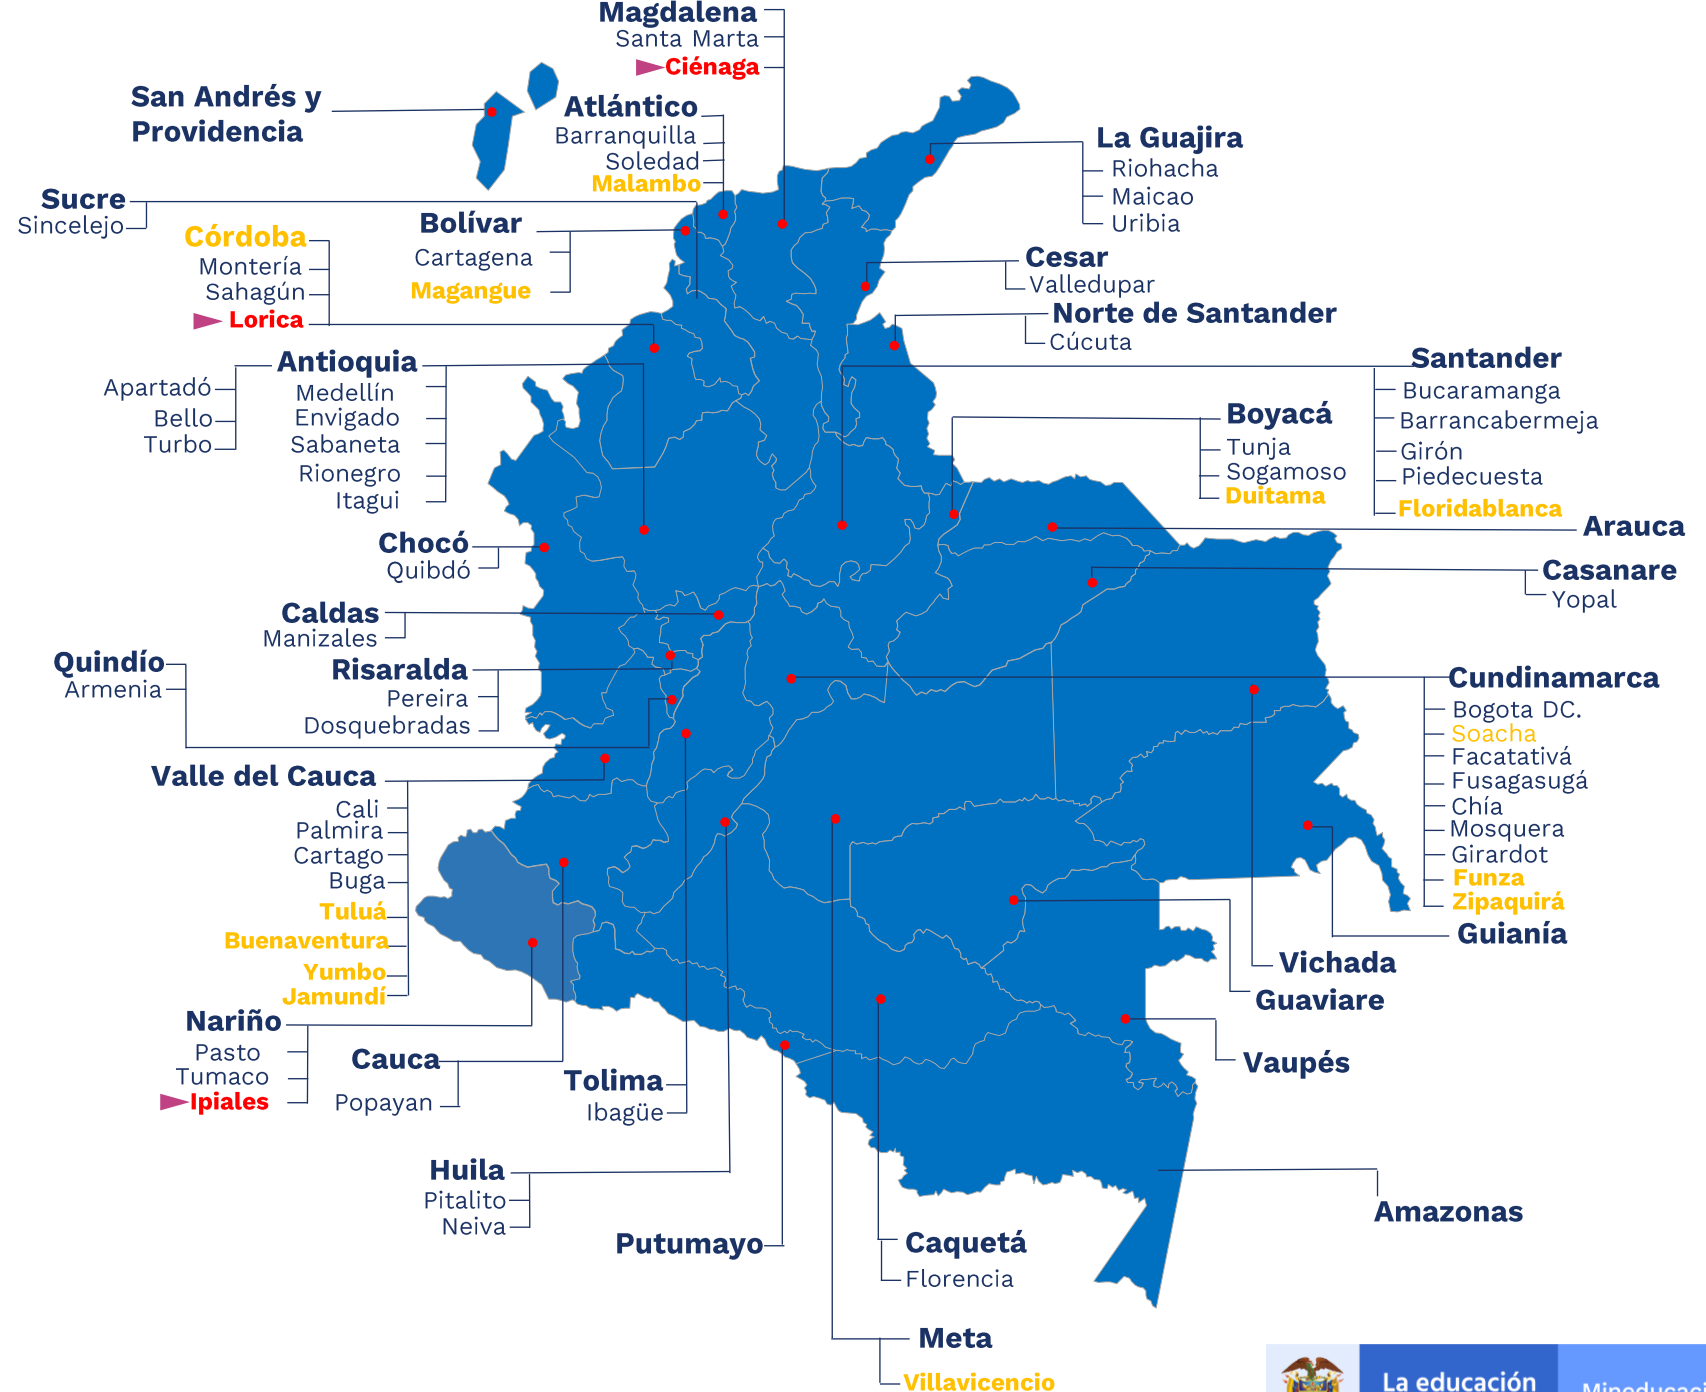 Magdalena
Santa Marta
Ciénaga
San Andrés y
Providencia
Atlántico
Barranquilla
Soledad
Malambo
La Guajira
Riohacha
Maicao
Uribia
Sucre
Sincelejo
Bolívar
Cartagena
Magangue
Córdoba
Montería
Sahagún
Lorica
Cesar
Valledupar
Norte de Santander
Cúcuta
Antioquia
Apartadó
Bello
Turbo
Medellín
Envigado
Sabaneta
Rionegro
Itagui
Santander
Bucaramanga
Barrancabermeja
Girón
Piedecuesta
Floridablanca
Boyacá
Tunja
Sogamoso
Duitama
Arauca
Chocó
Quibdó
Casanare
Yopal
Caldas
Manizales
Quindío
Armenia
Risaralda
Pereira
Dosquebradas
Cundinamarca
Bogota DC.
Soacha
Facatativá
Fusagasugá
Chía
Mosquera
Girardot
Funza
Zipaquirá
Valle del Cauca
Cali
Palmira
Cartago
Buga
Tuluá
Buenaventura
Yumbo
Jamundí
Guianía
Vichada
Guaviare
Nariño
Pasto
Tumaco
Ipiales
Cauca
Popayan
Tolima
Ibagüe
Vaupés
Huila
Pitalito
Neiva
Amazonas
Putumayo
Caquetá
Florencia
Meta
Villavicencio
La educación